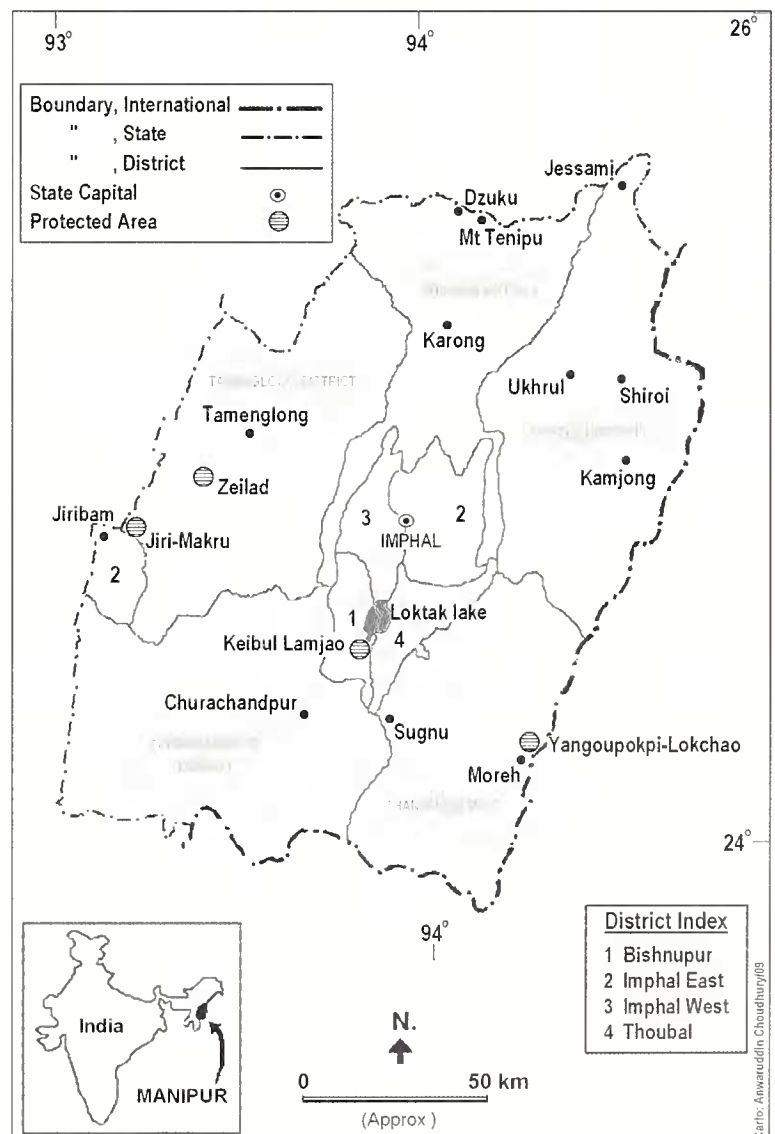 93°
94°
26°
Boundary, International
" , State
" , District
State Capital
Protected Area
Jessami
Dzuku
Mt Tenipu
Karong
TAMENGLONG DISTRICT
Ukhrul
Shiroi
Tamenglong
Kamjong
Zeilad
Jiribam
Jiri-Makru
3
2
IMPHAL
2
1
Loktak lake
4
Keibul Lamjao
Churachandpur
Sugnu
Yangoupokpi-Lokchao
Moreh
24°
94°
District Index
1 Bishnupur
2 Imphal East
3 Imphal West
4 Thoubal
India
MANIPUR
N.
0 50 km
(Approx)
Carto: Anwaruddin Choudhury/09